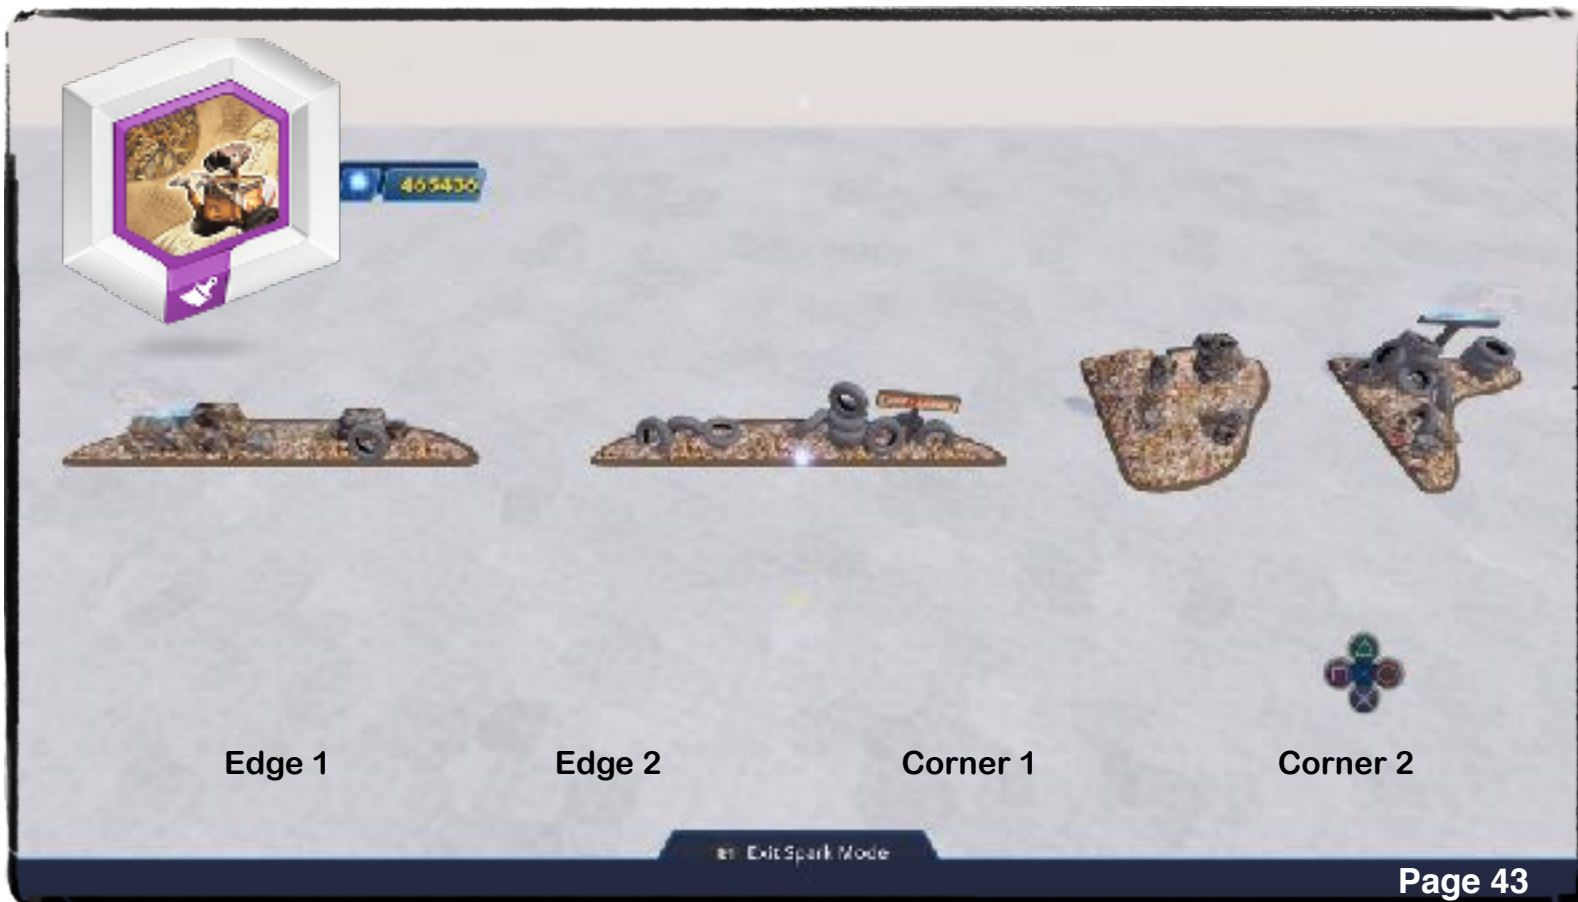 465436
Edge 1
Edge 2
Corner 1
Corner 2
Exit Spark Mode
Page 43